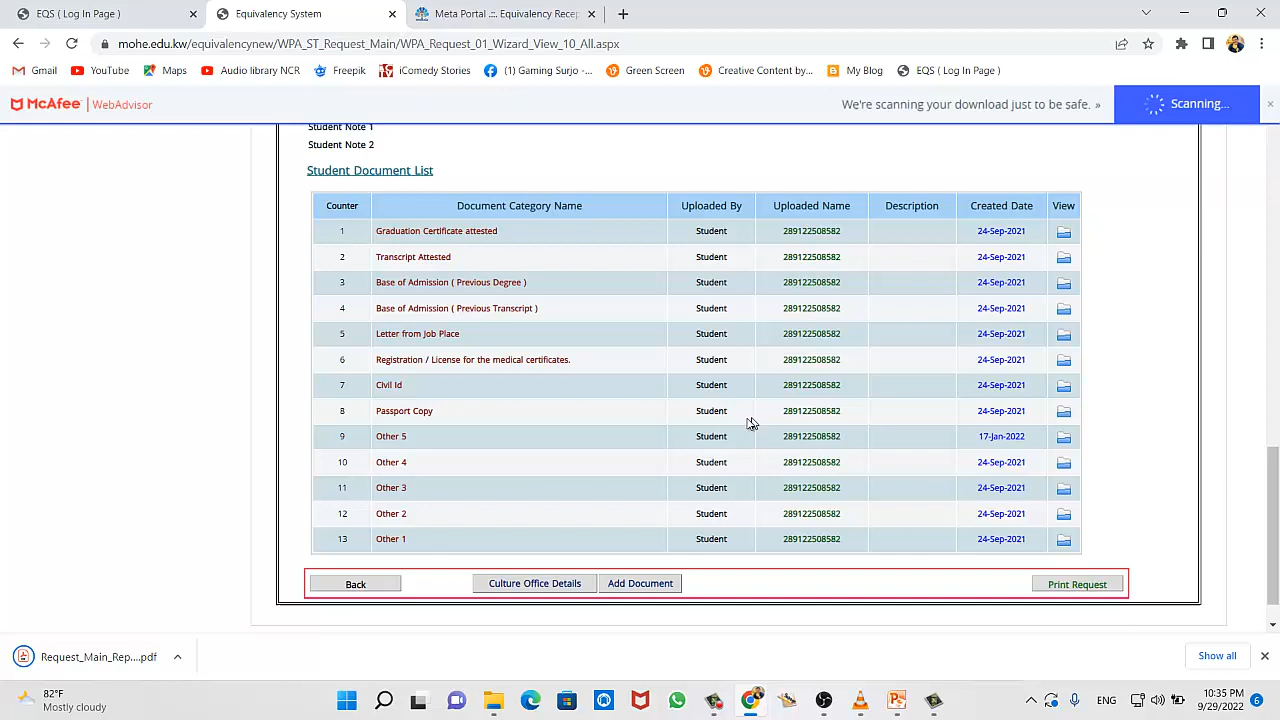 EQS ( Log In Page )
Equivalency System
Meta Portal .::. Equivalency Rece
mohe.edu.kw/equivalencynew/WPA_ST_Request_Main/WPA_Request_01_Wizard_View_10_All.aspx
Gmail YouTube Maps Audio library NCR Freepik iComedy Stories (1) Gaming Surjo -... Green Screen Creative Content by... My Blog EQS ( Log In Page )
McAfee | WebAdvisor We're scanning your download just to be safe. » Scanning...
Student Note 1
Student Note 2
Student Document List
Counter Document Category Name Uploaded By Uploaded Name Description Created Date View
1 Graduation Certificate attested Student 289122508582 24-Sep-2021
2 Transcript Attested Student 289122508582 24-Sep-2021
3 Base of Admission ( Previous Degree ) Student 289122508582 24-Sep-2021
4 Base of Admission ( Previous Transcript ) Student 289122508582 24-Sep-2021
5 Letter from Job Place Student 289122508582 24-Sep-2021
6 Registration / License for the medical certificates. Student 289122508582 24-Sep-2021
7 Civil Id Student 289122508582 24-Sep-2021
8 Passport Copy Student 289122508582 24-Sep-2021
9 Other 5 Student 289122508582 17-Jan-2022
10 Other 4 Student 289122508582 24-Sep-2021
11 Other 3 Student 289122508582 24-Sep-2021
12 Other 2 Student 289122508582 24-Sep-2021
13 Other 1 Student 289122508582 24-Sep-2021
Back Culture Office Details Add Document Print Request
Request_Main_Rep....pdf Show all
82°F
Mostly cloudy
ENG
10:35 PM
9/29/2022
6